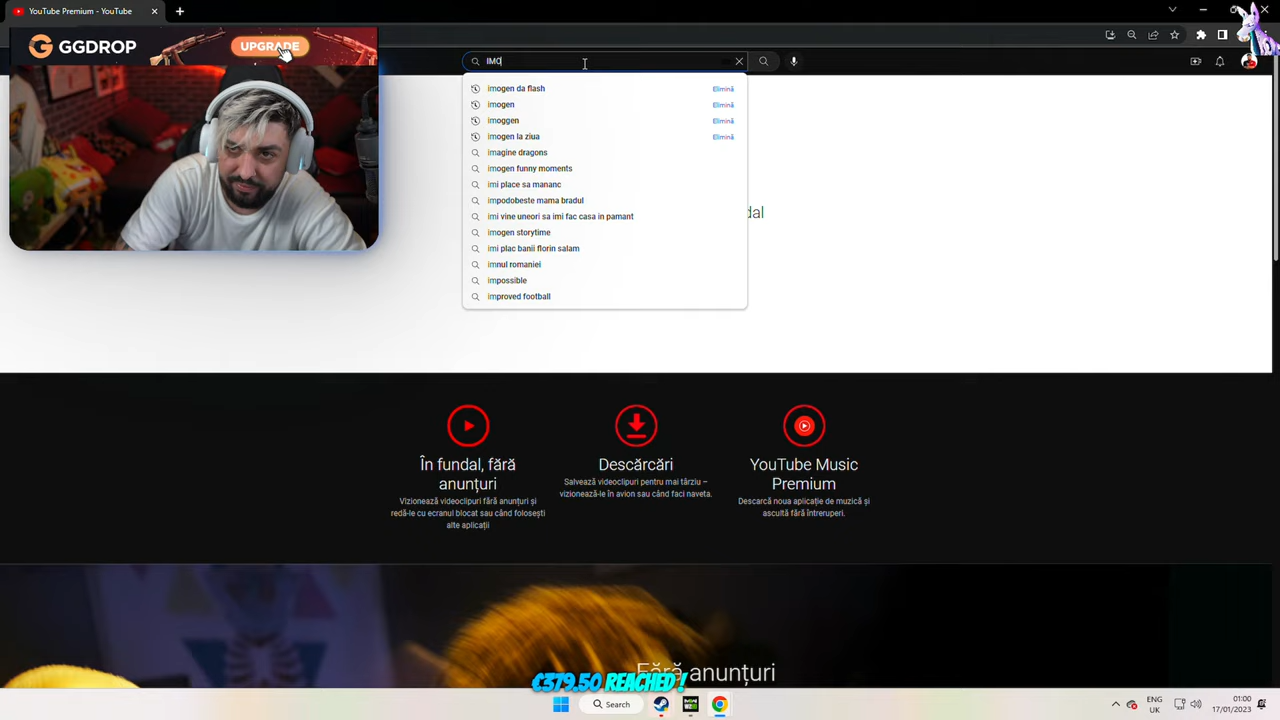 YouTube Premium - YouTube
GGDROP
UPGRADE
IMO
imogen da flash
Elimină
imogen
Elimină
imoggen
Elimină
imogen la ziua
Elimină
imagine dragons
imogen funny moments
imi place sa mananc
impodobeste mama bradul
imi vine uneori sa imi fac casa in pamant
imogen storytime
imi plac banii florin salam
imnul romaniei
impossible
improved football
dal
În fundal, fără
anunțuri
Vizionează videoclipuri fără anunțuri și
redă-le cu ecranul blocat sau când folosești
alte aplicații
Descărcări
Salvează videoclipuri pentru mai târziu –
vizionează-le în avion sau când faci naveta.
YouTube Music
Premium
Descarcă noua aplicație de muzică și
ascultă fără întreruperi.
Fără anunțuri
€379.50 REACHED!
Search
ENG
UK
01:00
17/01/2023